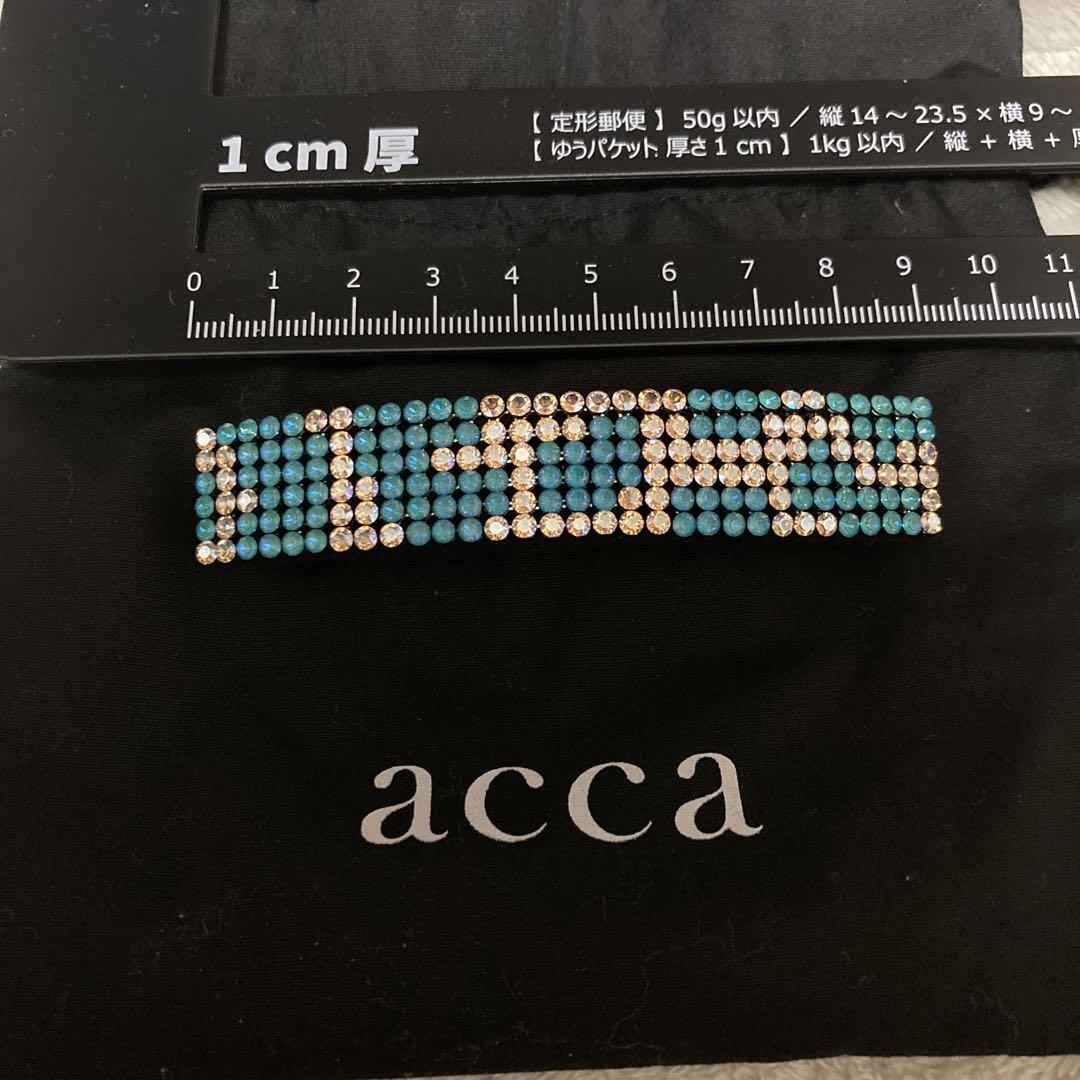 1 cm 厚
【 定形郵便 】 50g 以内 ／ 縦 14 ～ 23.5 × 横 9 ～
【 ゆうパケット: 厚さ 1 cm 】 1kg 以内 ／ 縦 + 横 +
0 1 2 3 4 5 6 7 8 9 10 11
acca